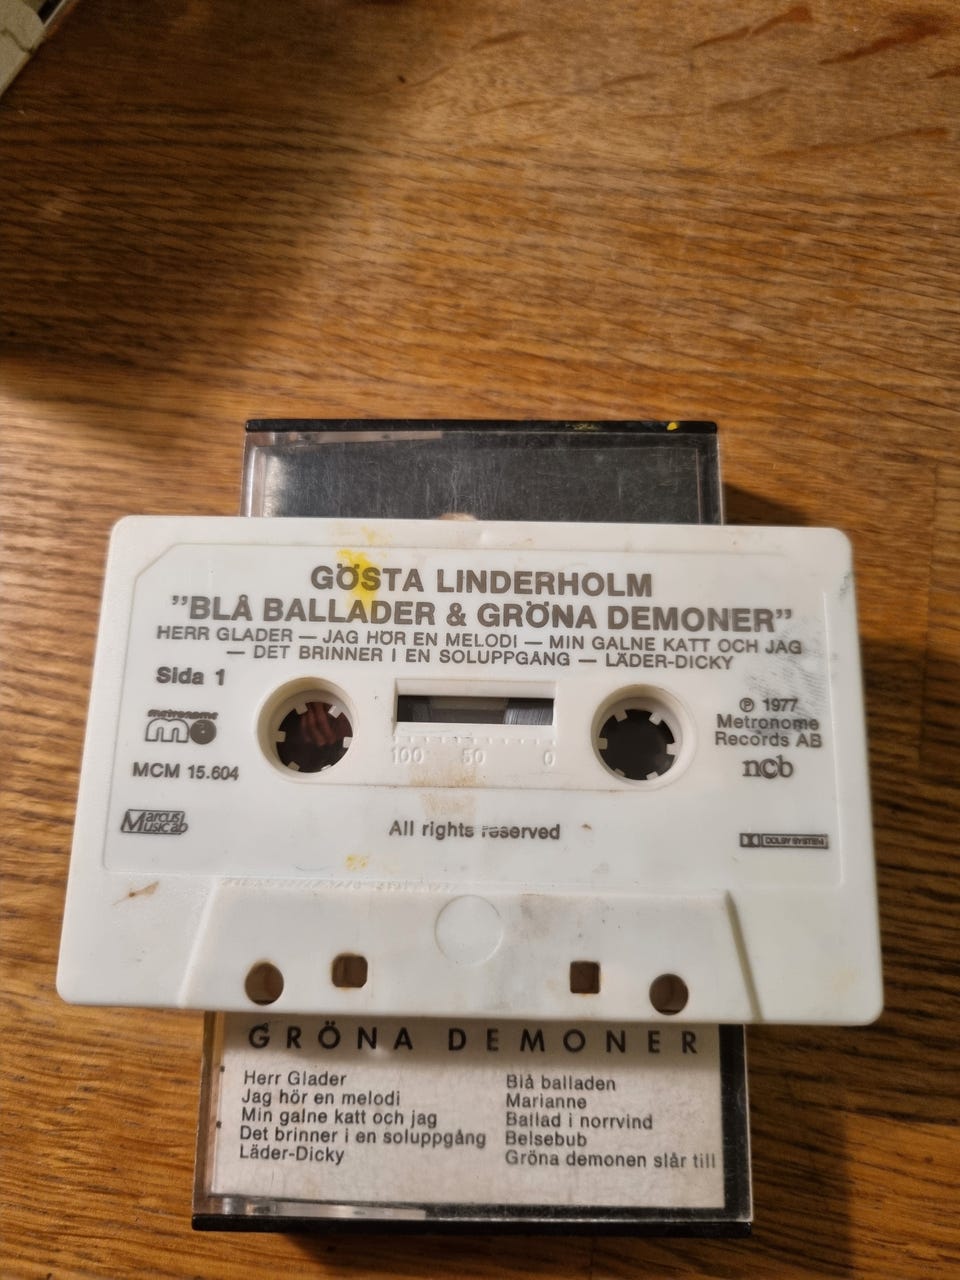 GÖSTA LINDERHOLM
"BLÅ BALLADER & GRÖNA DEMONER"
HERR GLADER — JAG HÖR EN MELODI — MIN GALNE KATT OCH JAG
— DET BRINNER I EN SOLUPPGÅNG — LÄDER-DICKY
Sida 1
metronome
MCM 15.604
℗ 1977
Metronome
Records AB
ncb
100 50 0
Marcus Music ab
All rights reserved
DOLBY SYSTEM
GRÖNA DEMONER
Herr Glader
Jag hör en melodi
Min galne katt och jag
Det brinner i en soluppgång
Läder-Dicky
Blå balladen
Marianne
Ballad i norrvind
Belsebub
Gröna demonen slår till